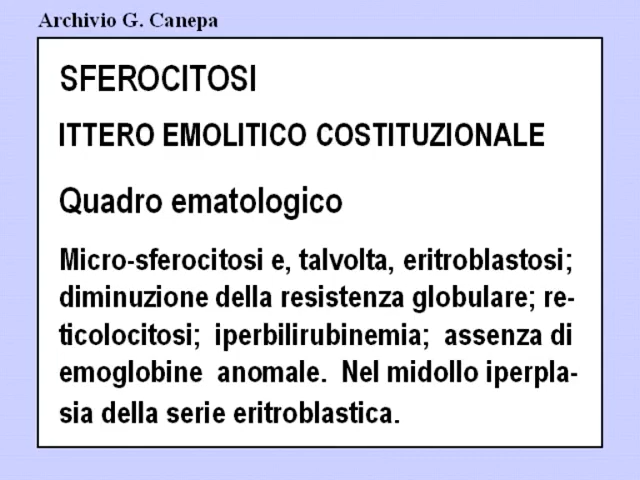 Archivio G. Canepa
SFEROCITOSI
ITTERO EMOLITICO COSTITUZIONALE
Quadro ematologico
Micro-sferocitosi e, talvolta, eritroblastosi;
diminuzione della resistenza globulare; re-
ticolocitosi; iperbilirubinemia; assenza di
emoglobine anomale. Nel midollo iperpla-
sia della serie eritroblastica.